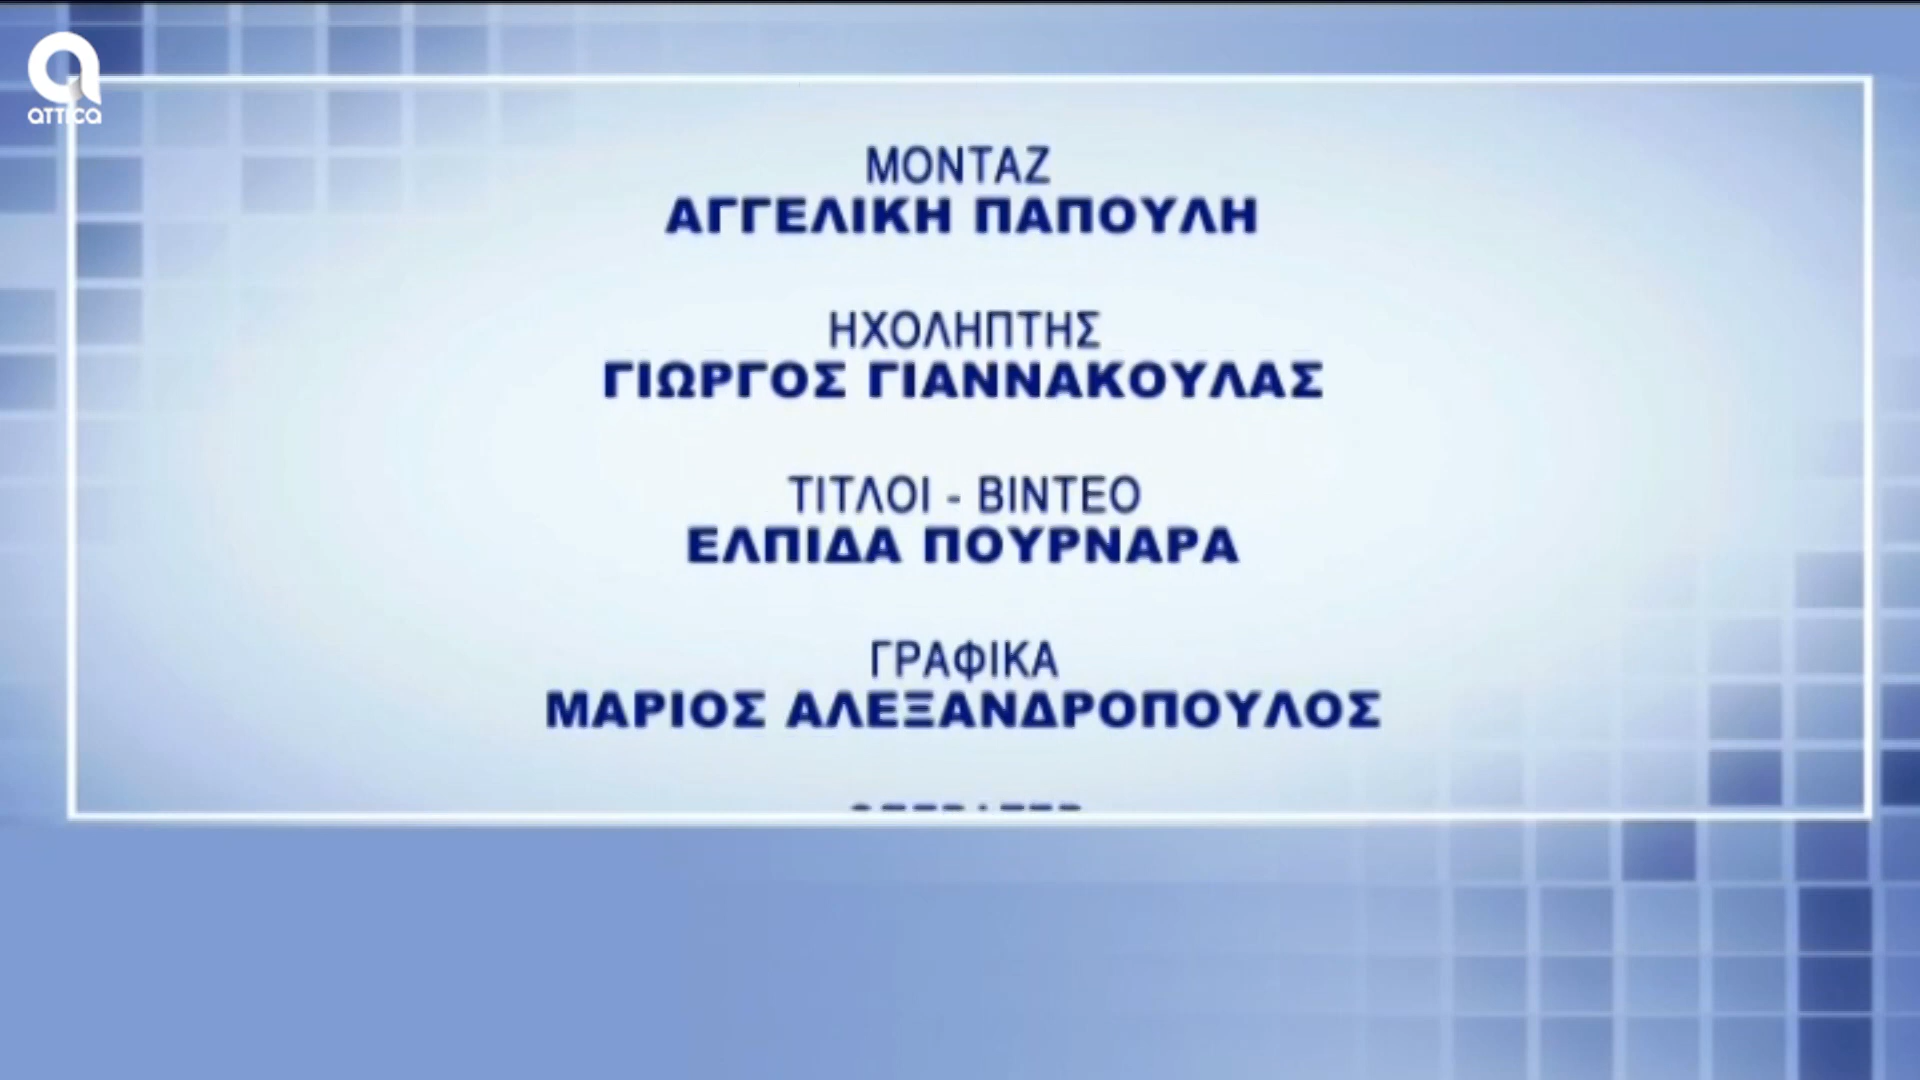 attica
ΜΟΝΤΑΖ
ΑΓΓΕΛΙΚΗ ΠΑΠΟΥΛΗ
ΗΧΟΛΗΠΤΗΣ
ΓΙΩΡΓΟΣ ΓΙΑΝΝΑΚΟΥΛΑΣ
ΤΙΤΛΟΙ - ΒΙΝΤΕΟ
ΕΛΠΙΔΑ ΠΟΥΡΝΑΡΑ
ΓΡΑΦΙΚΑ
ΜΑΡΙΟΣ ΑΛΕΞΑΝΔΡΟΠΟΥΛΟΣ